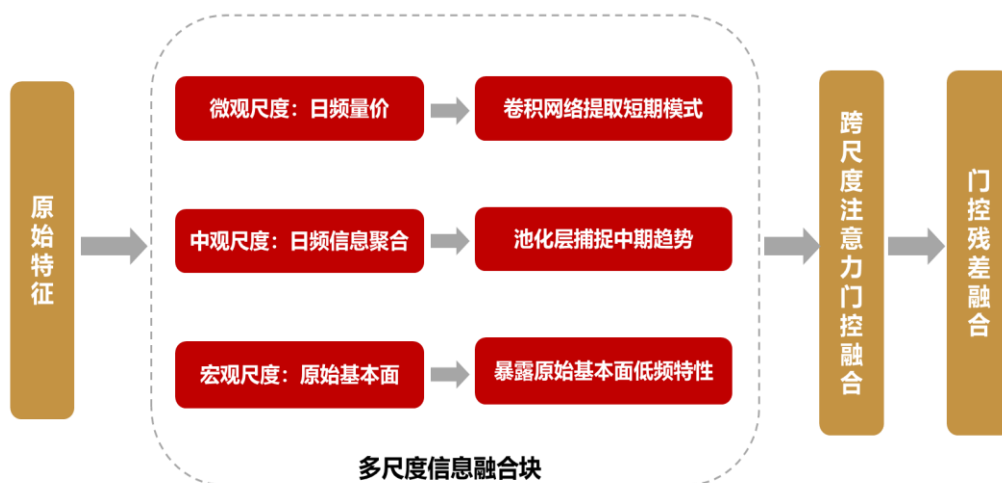 原始特征
微观尺度：日频量价
卷积网络提取短期模式
中观尺度：日频信息聚合
池化层捕捉中期趋势
宏观尺度：原始基本面
暴露原始基本面低频特性
多尺度信息融合块
跨尺度注意力门控融合
门控残差融合